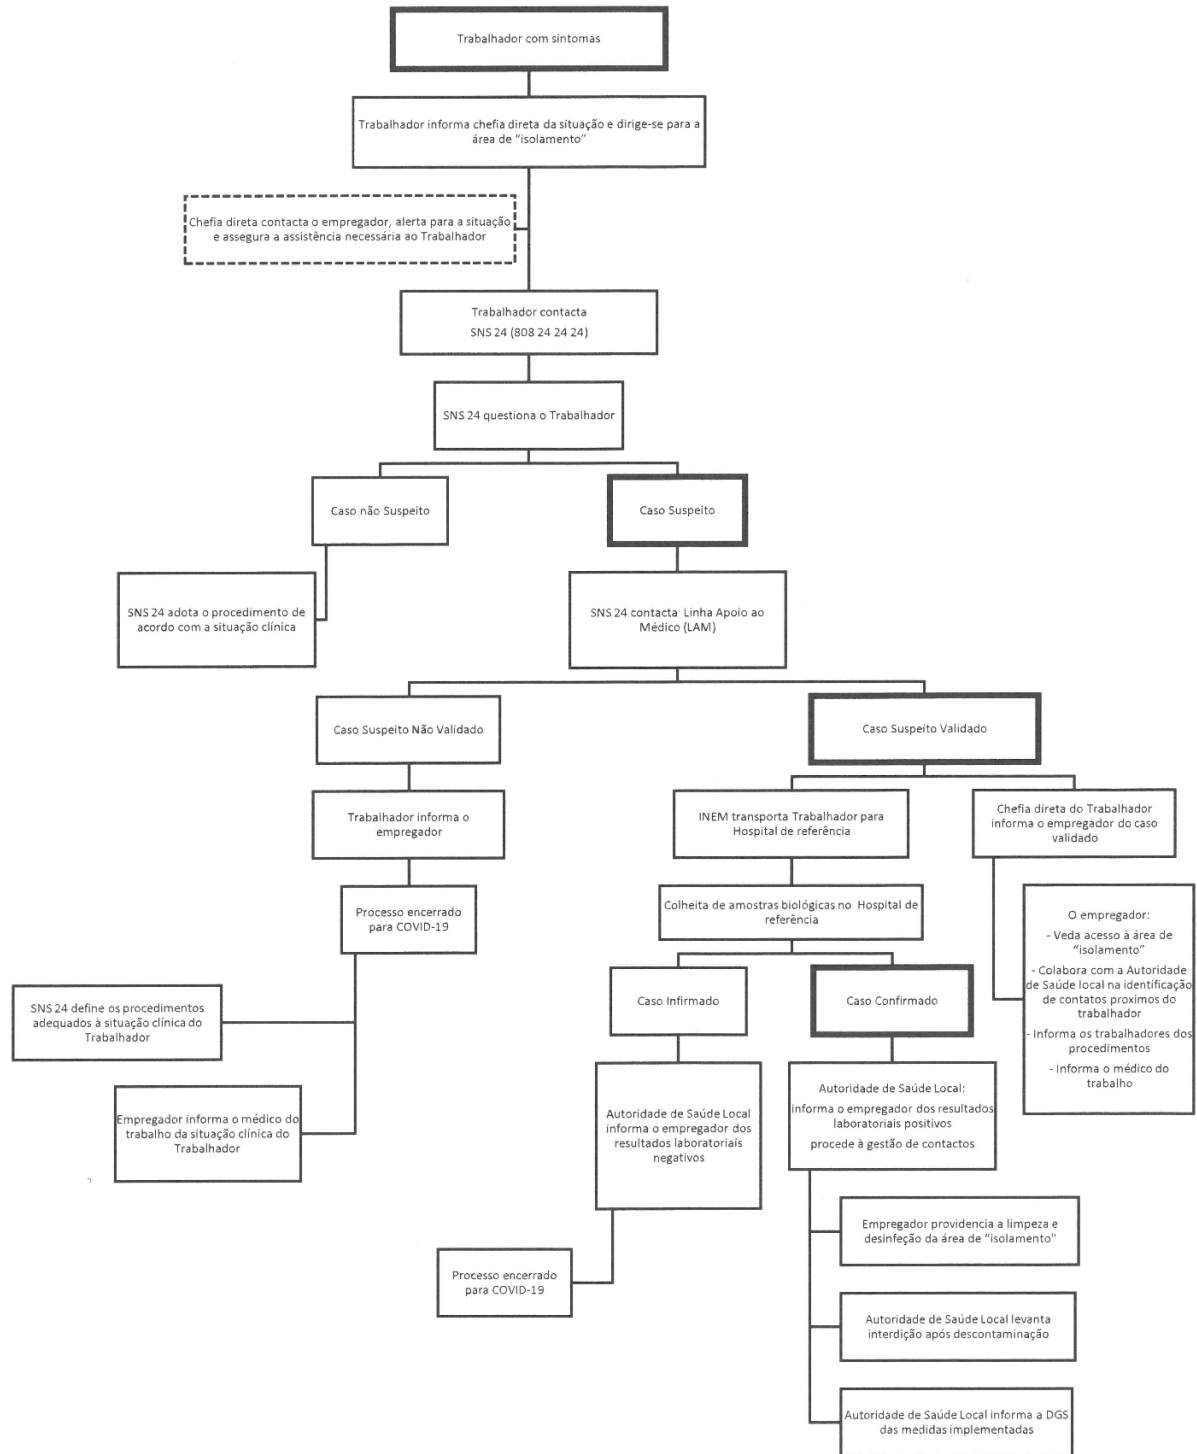 Trabalhador com sintomas
Trabalhador informa chefia direta da situação e dirige-se para a
área de “isolamento”
Chefia direta contacta o empregador, alerta para a situação
e assegura a assistência necessária ao Trabalhador
Trabalhador contacta
SNS 24 (808 24 24 24)
SNS 24 questiona o Trabalhador
Caso não Suspeito
Caso Suspeito
SNS 24 adota o procedimento de
acordo com a situação clínica
SNS 24 contacta Linha Apoio ao
Médico (LAM)
Caso Suspeito Não Validado
Caso Suspeito Validado
Trabalhador informa o
empregador
INEM transporta Trabalhador para
Hospital de referência
Chefia direta do Trabalhador
informa o empregador do caso
validado
Processo encerrado
para COVID-19
Colheita de amostras biológicas no Hospital de
referência
O empregador:
- Veda acesso à área de
“isolamento”
- Colabora com a Autoridade
de Saúde local na identificação
de contatos proximos do
trabalhador
- Informa os trabalhadores dos
procedimentos
- Informa o médico do
trabalho
SNS 24 define os procedimentos
adequados à situação clínica do
Trabalhador
Caso Infirmado
Caso Confirmado
Empregador informa o médico do
trabalho da situação clínica do
Trabalhador
Autoridade de Saúde Local
informa o empregador dos
resultados laboratoriais
negativos
Autoridade de Saúde Local:
informa o empregador dos resultados
laboratoriais positivos
procede à gestão de contactos
Processo encerrado
para COVID-19
Empregador providencia a limpeza e
desinfeção da área de “isolamento"
Autoridade de Saúde Local levanta
interdição após descontaminação
Autoridade de Saúde Local informa a DGS
das medidas implementadas